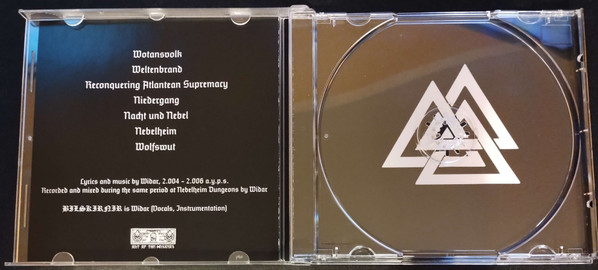 Wotansvolk
Weltenbrand
Reconquering Atlantean Supremacy
Niedergang
Nacht und Nebel
Nebelheim
Wolfswut
Lyrics and music by Widar, 2.004 - 2.006 a.y.p.s.
Recorded and mixed during the same period at Nebelheim Dungeons by Widar
BILSKIRNIR is Widar (Vocals, Instrumentation)